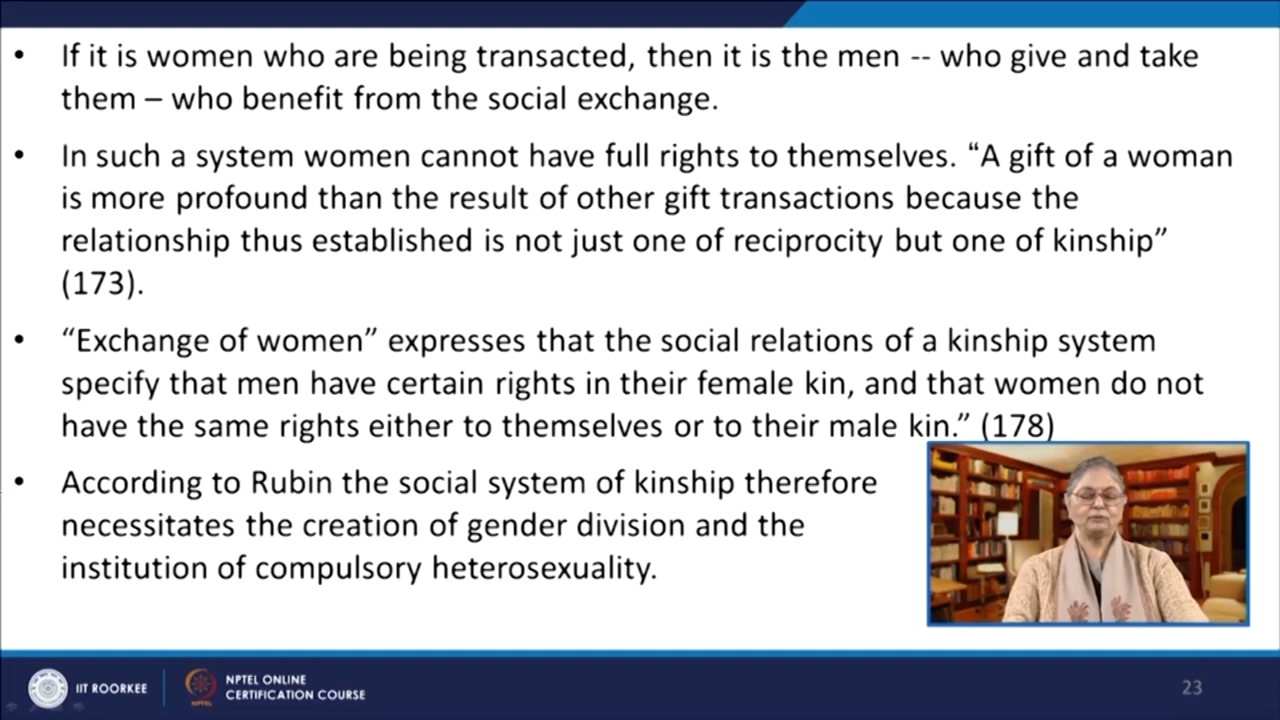 • If it is women who are being transacted, then it is the men -- who give and take
them – who benefit from the social exchange.
• In such a system women cannot have full rights to themselves. “A gift of a woman
is more profound than the result of other gift transactions because the
relationship thus established is not just one of reciprocity but one of kinship”
(173).
• “Exchange of women” expresses that the social relations of a kinship system
specify that men have certain rights in their female kin, and that women do not
have the same rights either to themselves or to their male kin.” (178)
• According to Rubin the social system of kinship therefore
necessitates the creation of gender division and the
institution of compulsory heterosexuality.
IIT ROORKEE
NPTEL
NPTEL ONLINE
CERTIFICATION COURSE
23